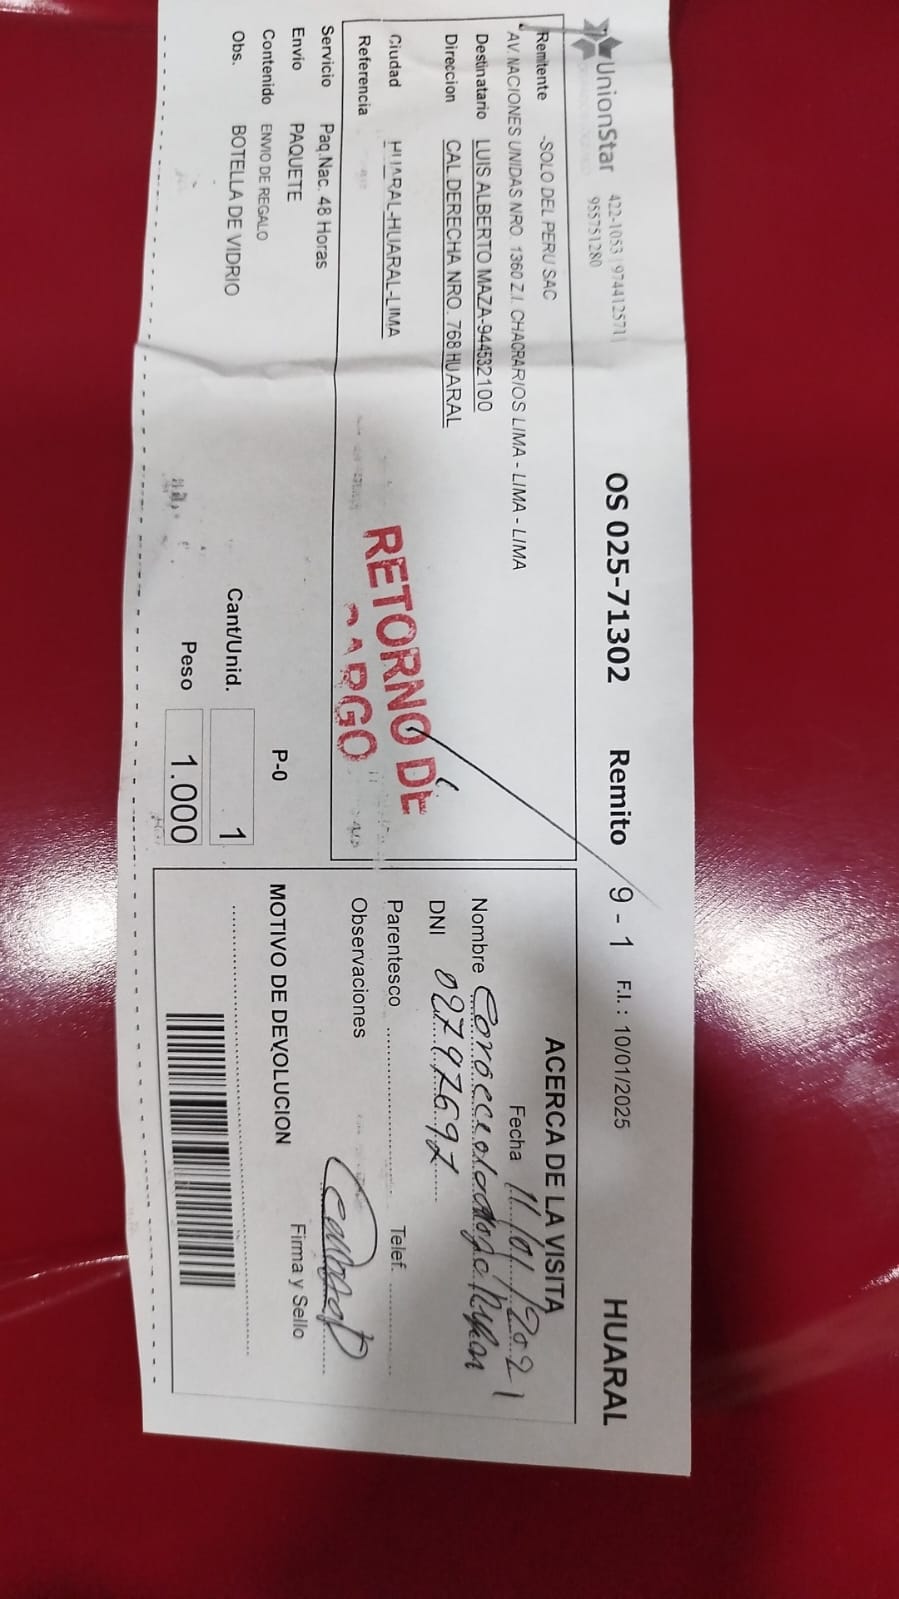 UnionStar 422-1053 | 974412571 |
955751280
OS 025-71302 Remito 9 - 1 F.I. : 10/01/2025 HUARAL
Remitente -SOLO DEL PERU SAC
AV. NACIONES UNIDAS NRO 1360 Z.I. CHACRARIOS LIMA - LIMA - LIMA
Destinatario LUIS ALBERTO MAZA-944532100
Direccion CAL.DERECHA NRO. 768 HUARAL
Ciudad HUARAL-HUARAL-LIMA
Referencia
RETORNO DE
CARGO
Servicio Paq.Nac. 48 Horas
Envio PAQUETE
Contenido ENVIO DE REGALO
Obs. BOTELLA DE VIDRIO
P-0
Cant/Unid. 1
Peso 1.000
ACERCA DE LA VISITA
Fecha 11/01/2021
Nombre
DNI 02797697
Parentesco Telef.
Observaciones
Firma y Sello
MOTIVO DE DEVOLUCION